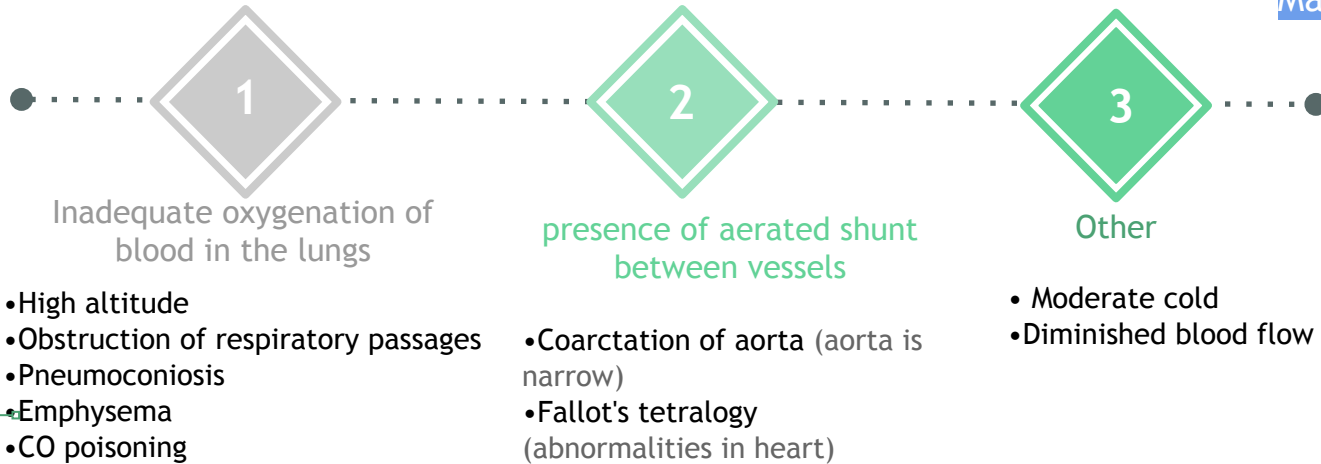 1
2
3
Inadequate oxygenation of
blood in the lungs
•High altitude
•Obstruction of respiratory passages
•Pneumoconiosis
•Emphysema
•CO poisoning
presence of aerated shunt
between vessels
•Coarctation of aorta (aorta is
narrow)
•Fallot's tetralogy
(abnormalities in heart)
Other
• Moderate cold
•Diminished blood flow